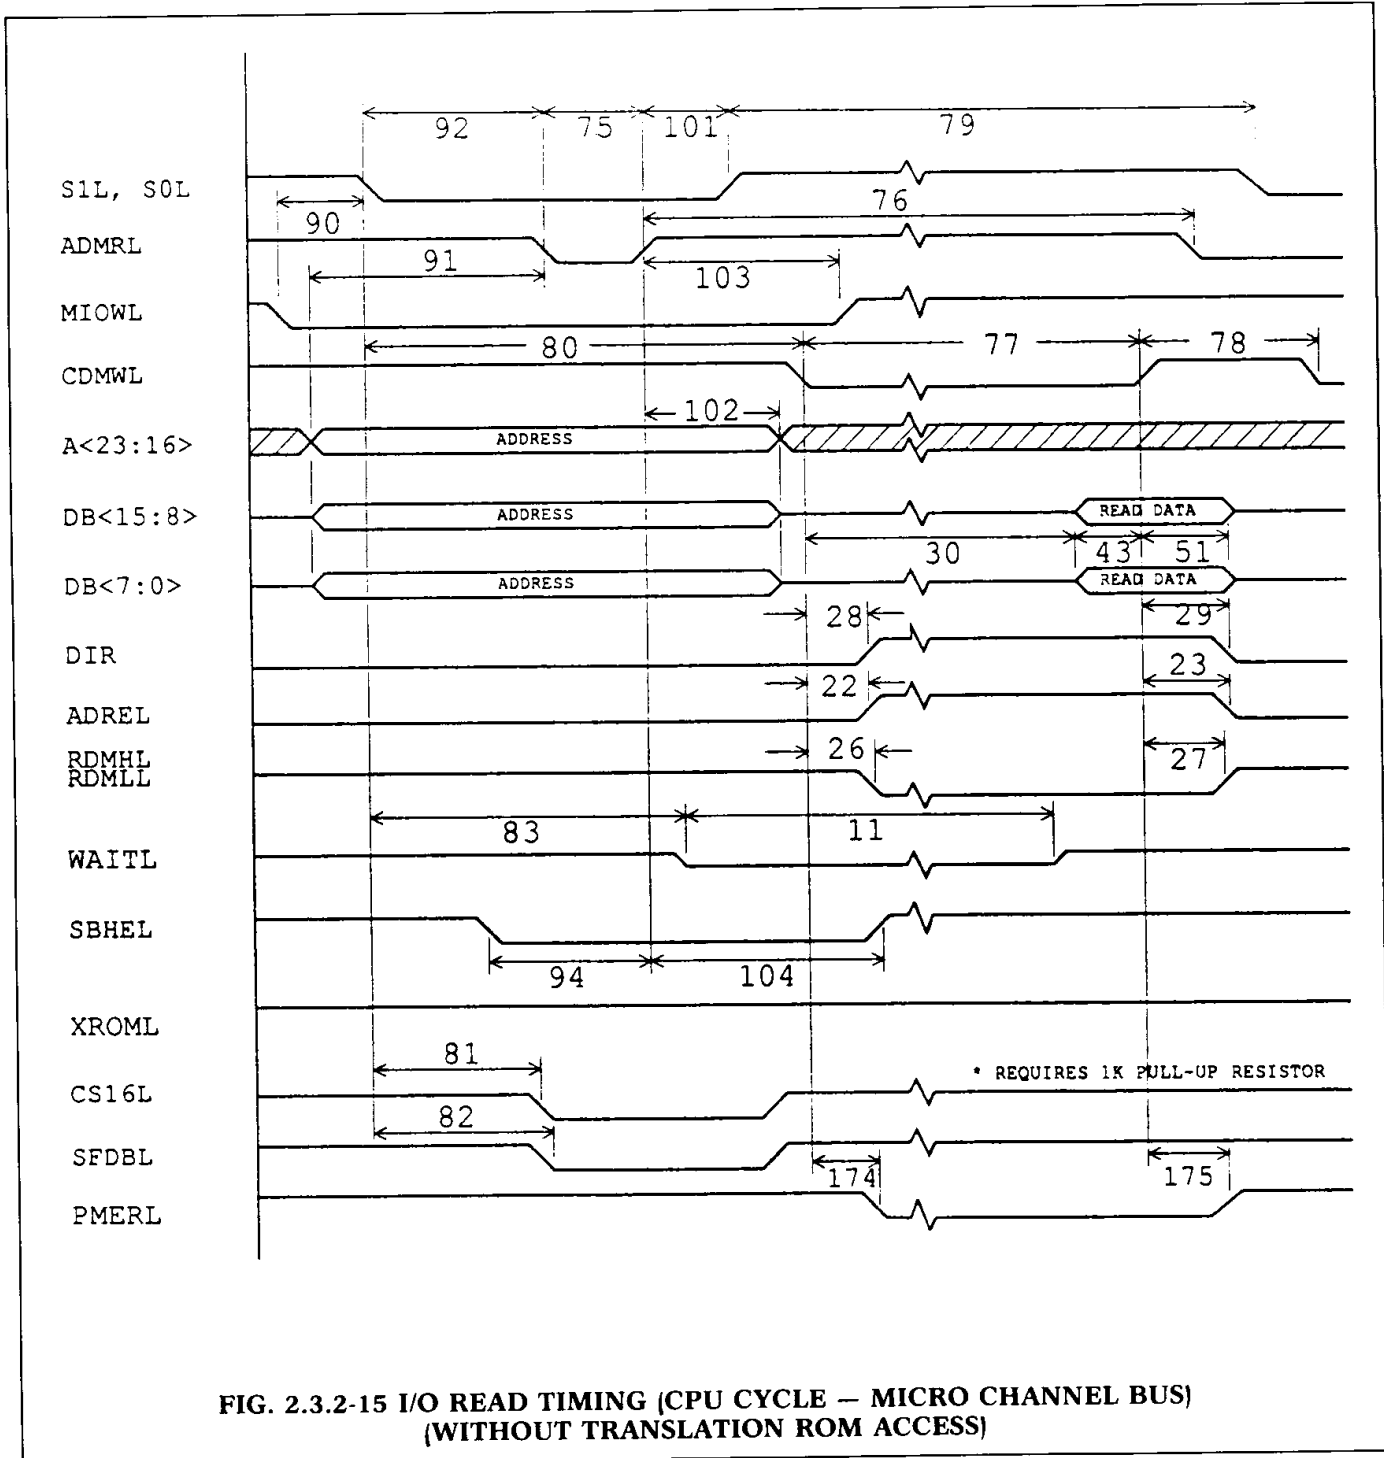 92 75 101 79
S1L, S0L
76
90
ADMRL
91
103
MIOWL
80 77 78
CDMWL
102
A<23:16> ADDRESS
DB<15:8> ADDRESS READ DATA
30 43 51
DB<7:0> ADDRESS READ DATA
28 29
DIR
22 23
ADREL
RDMHL
26 27
RDMLL
83 11
WAITL
SBHEL
94 104
XROML
81
* REQUIRES 1K PULL-UP RESISTOR
CS16L
82
SFDBL
174 175
PMERL
FIG. 2.3.2-15 I/O READ TIMING (CPU CYCLE — MICRO CHANNEL BUS)
(WITHOUT TRANSLATION ROM ACCESS)